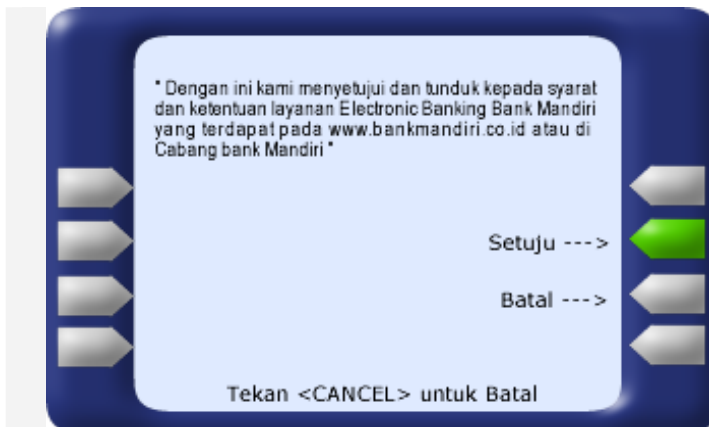 " Dengan ini kami menyetujui dan tunduk kepada syarat
dan ketentuan layanan Electronic Banking Bank Mandiri
yang terdapat pada www.bankmandiri.co.id atau di
Cabang bank Mandiri "
Setuju --->
Batal --->
Tekan <CANCEL> untuk Batal